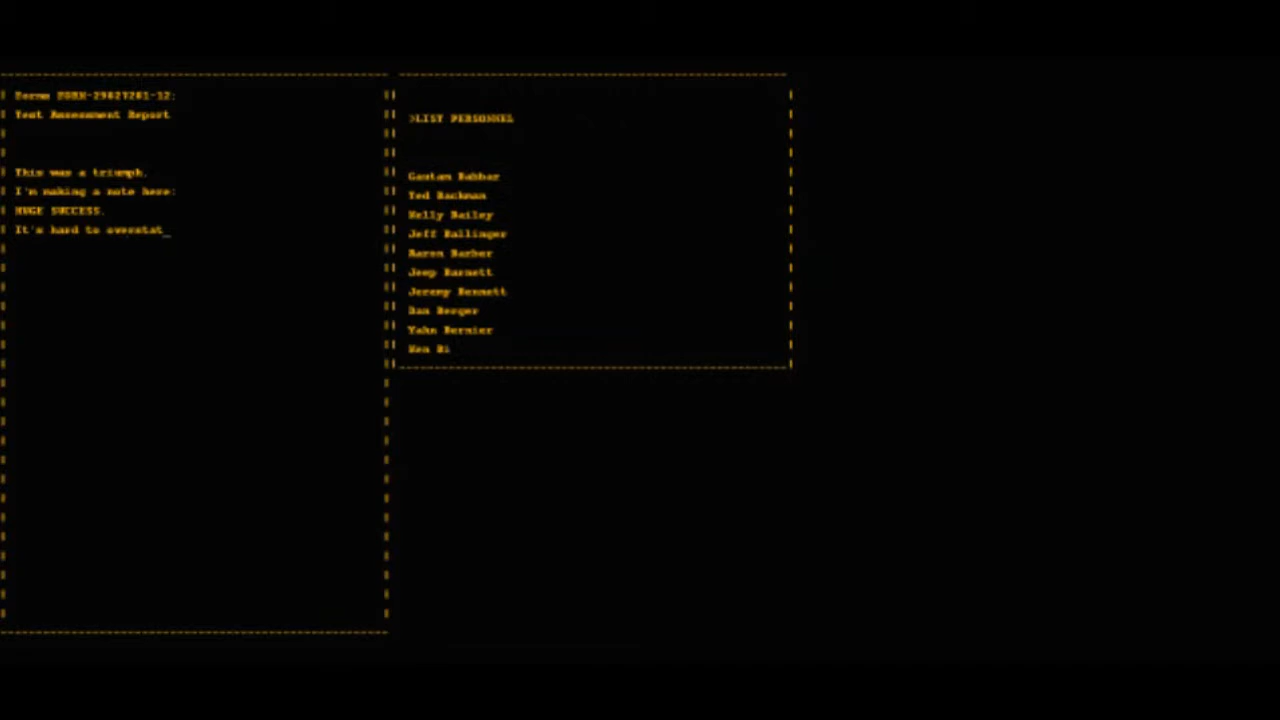 Forms FORM-29827281-12:
Test Assessment Report
This was a triumph.
I'm making a note here:
HUGE SUCCESS.
It's hard to overstat_
>LIST PERSONNEL
Gautam Babbar
Ted Backman
Kelly Bailey
Jeff Ballinger
Aaron Barber
Jeep Barnett
Jeremy Bennett
Dan Berger
Yahn Bernier
Ken Bi